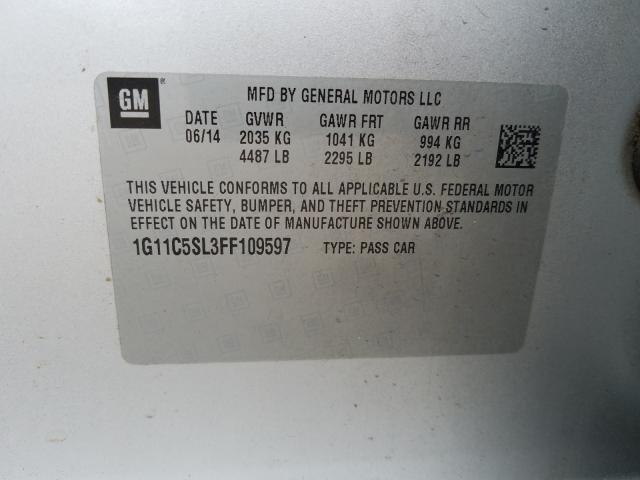 GM ® MFD BY GENERAL MOTORS LLC
DATE GVWR GAWR FRT GAWR RR
06/14 2035 KG 1041 KG 994 KG
4487 LB 2295 LB 2192 LB
THIS VEHICLE CONFORMS TO ALL APPLICABLE U.S. FEDERAL MOTOR
VEHICLE SAFETY, BUMPER, AND THEFT PREVENTION STANDARDS IN
EFFECT ON THE DATE OF MANUFACTURE SHOWN ABOVE.
1G11C5SL3FF109597 TYPE: PASS CAR